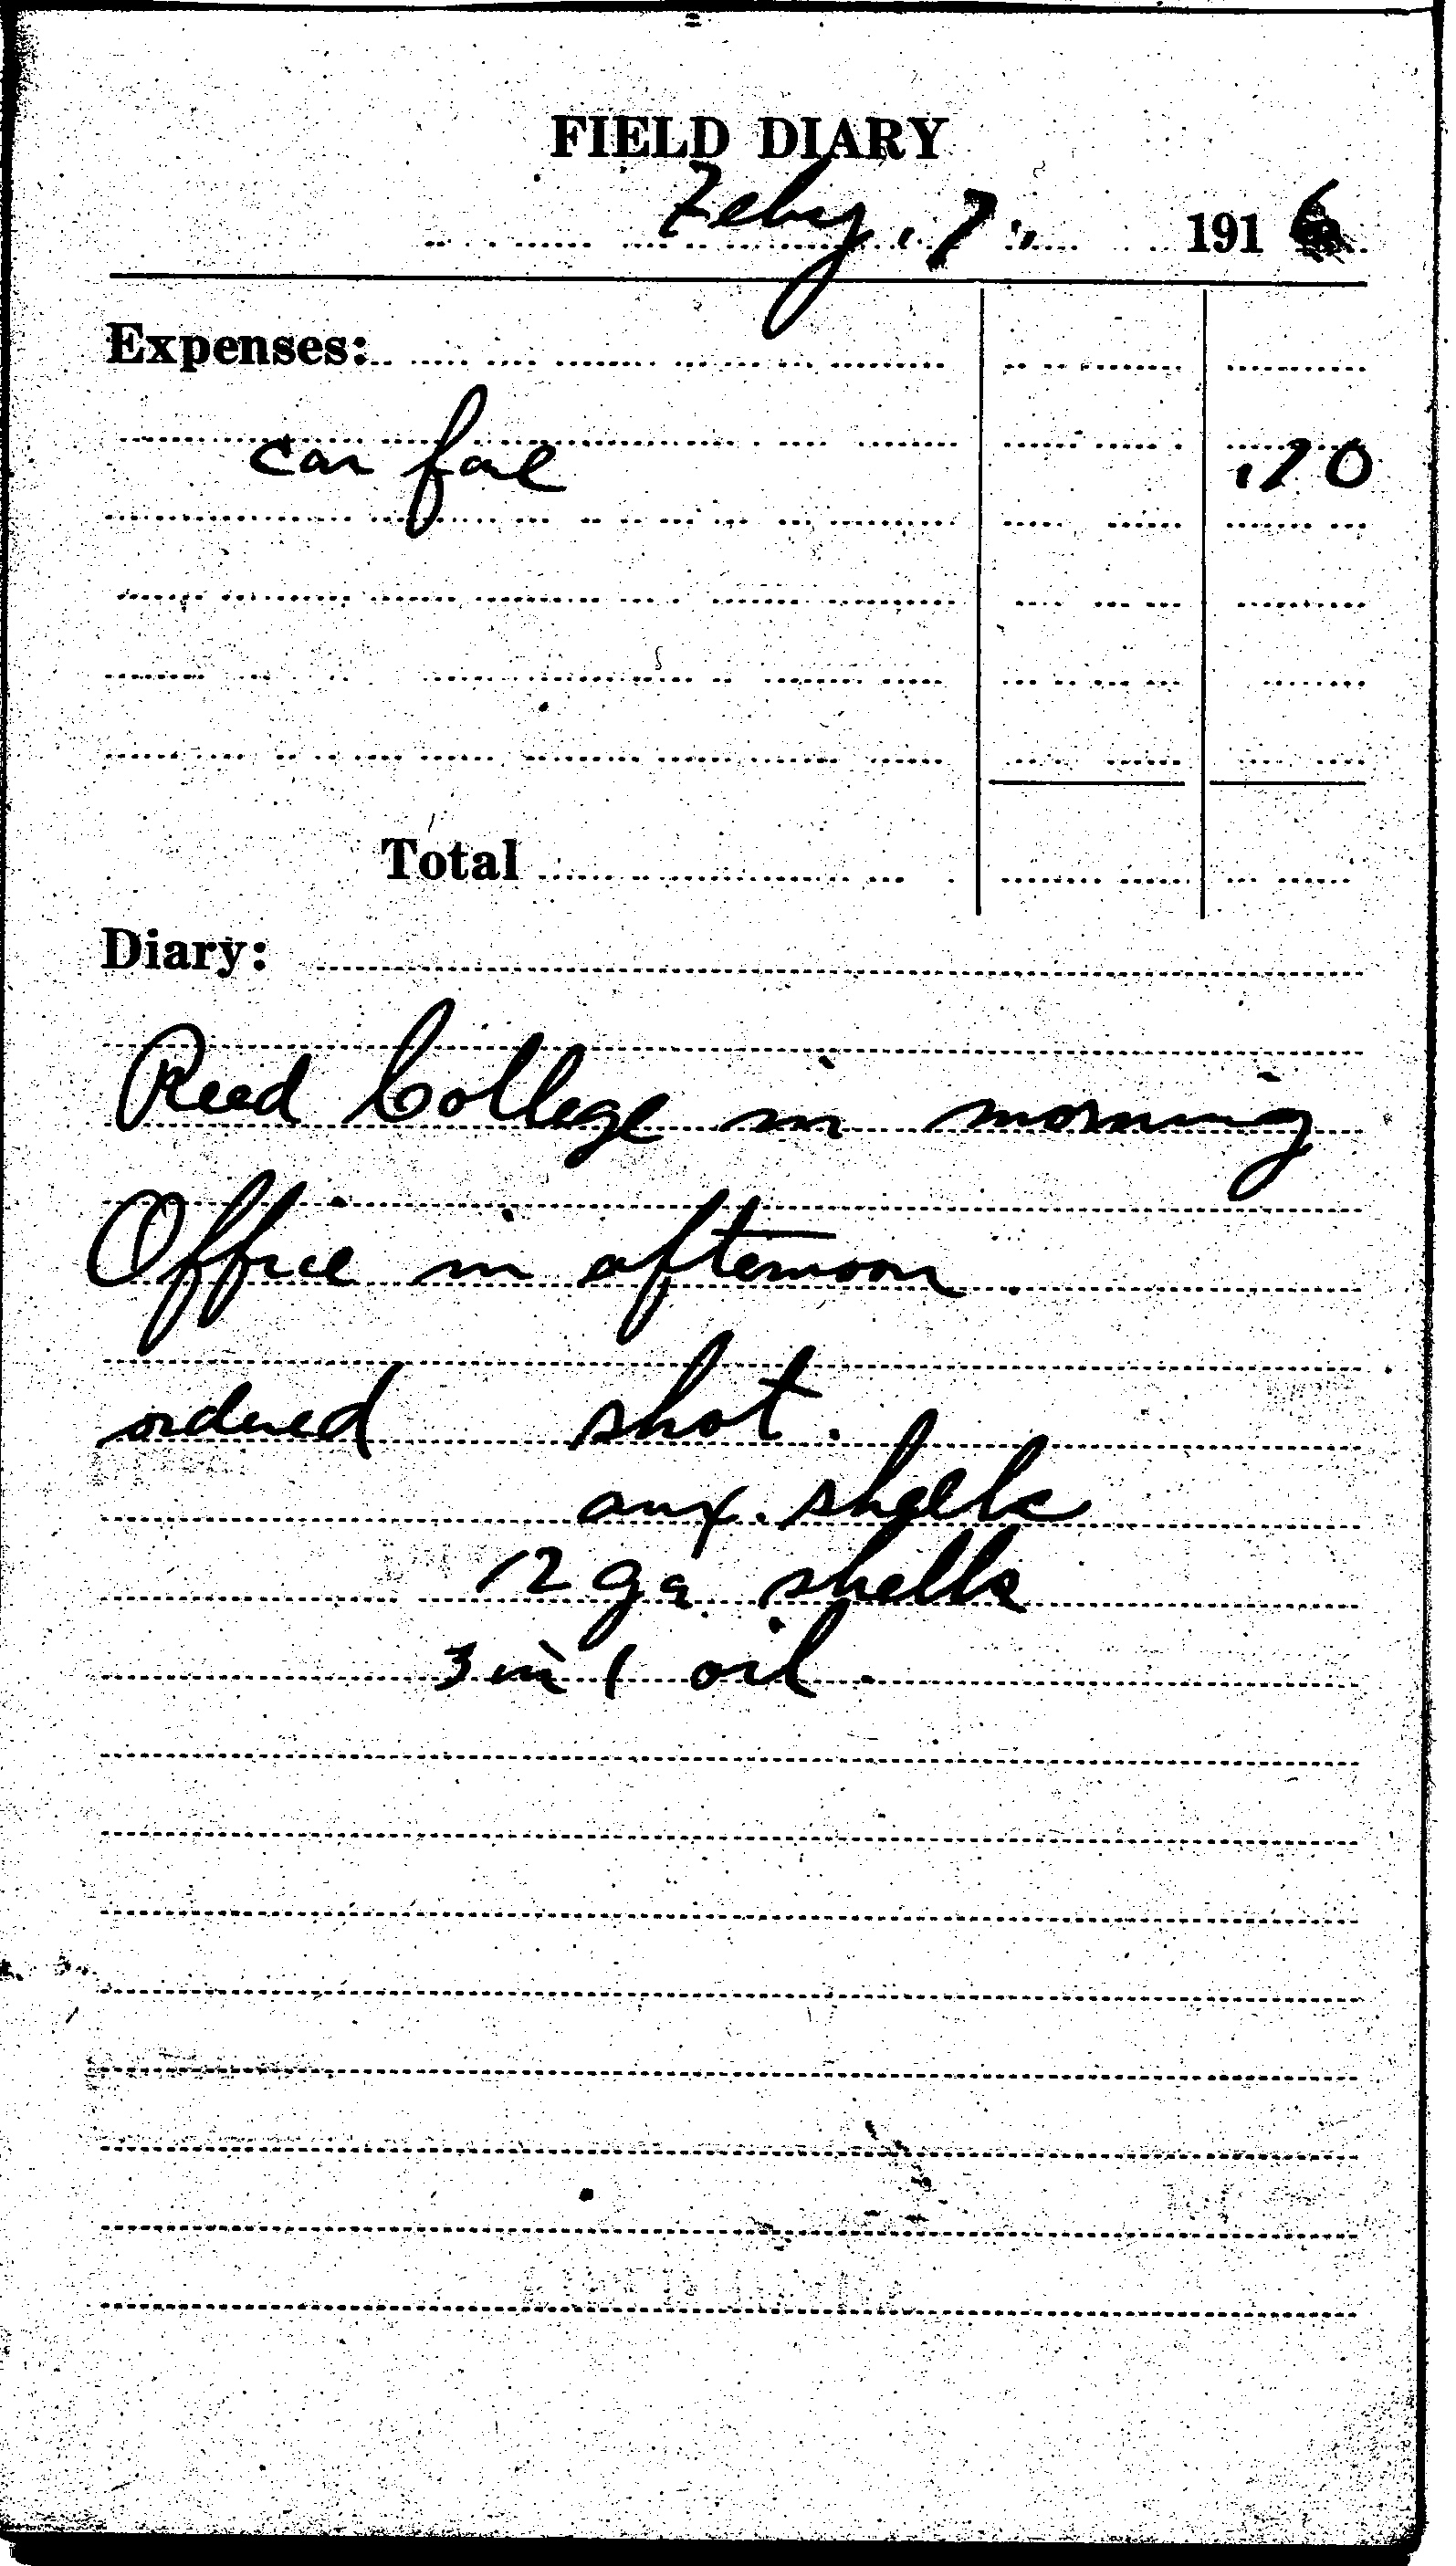 FIELD DIARY
Feby. 7, 1916
Expenses:
car fare .10
Total
Diary:
Reed College in morning
Office in afternoon.
ordered shot.
aux. shells
12 ga. shells
3 in 1 oil.